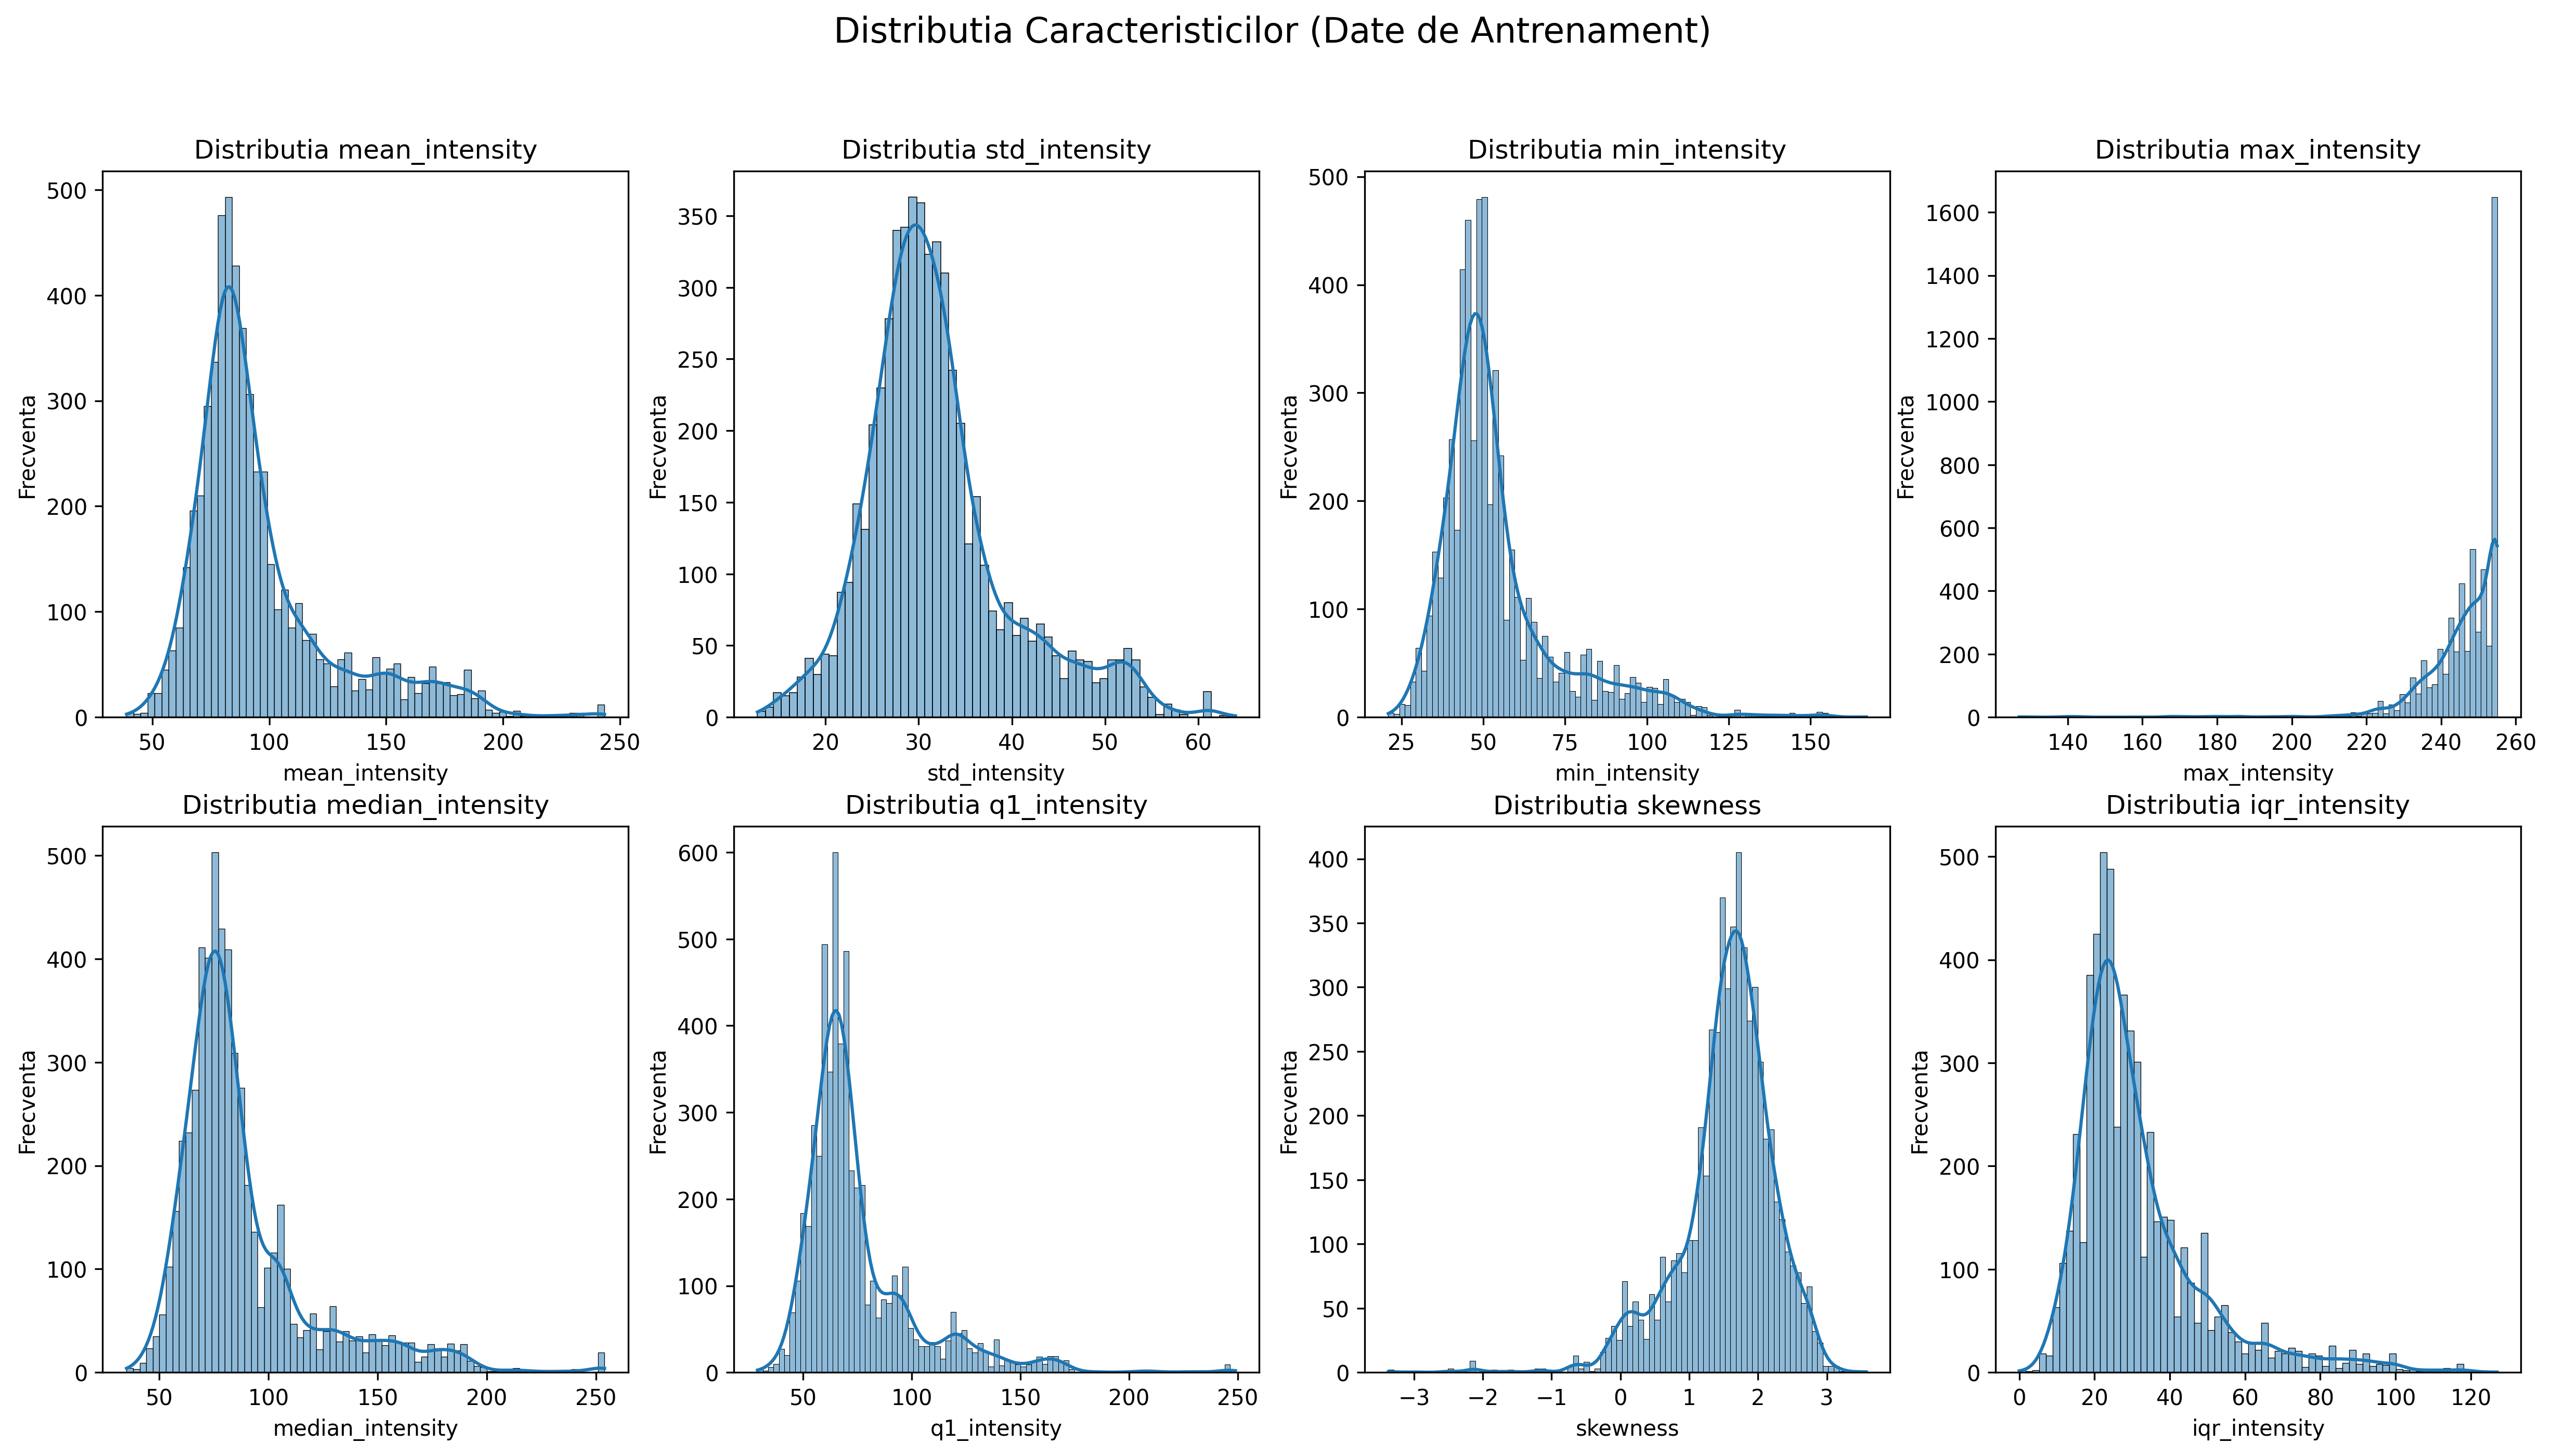 Distributia Caracteristicilor (Date de Antrenament)
Distributia mean_intensity
500
400
300
200
100
0
Frecventa
50 100 150 200 250
mean_intensity
Distributia std_intensity
350
300
250
200
150
100
50
0
Frecventa
20 30 40 50 60
std_intensity
Distributia min_intensity
500
400
300
200
100
0
Frecventa
25 50 75 100 125 150
min_intensity
Distributia max_intensity
1600
1400
1200
1000
800
600
400
200
0
Frecventa
140 160 180 200 220 240 260
max_intensity
Distributia median_intensity
500
400
300
200
100
0
Frecventa
50 100 150 200 250
median_intensity
Distributia q1_intensity
600
500
400
300
200
100
0
Frecventa
50 100 150 200 250
q1_intensity
Distributia skewness
400
350
300
250
200
150
100
50
0
Frecventa
−3 −2 −1 0 1 2 3
skewness
Distributia iqr_intensity
500
400
300
200
100
0
Frecventa
0 20 40 60 80 100 120
iqr_intensity